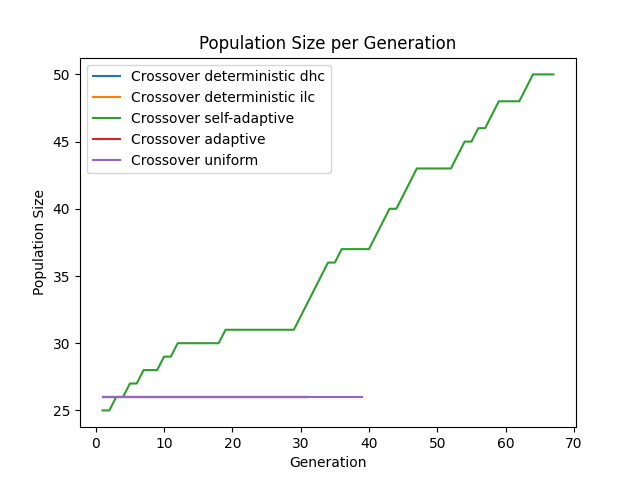 Population Size per Generation
Crossover deterministic dhc
Crossover deterministic ilc
Crossover self-adaptive
Crossover adaptive
Crossover uniform
Population Size
50
45
40
35
30
25
0 10 20 30 40 50 60 70
Generation